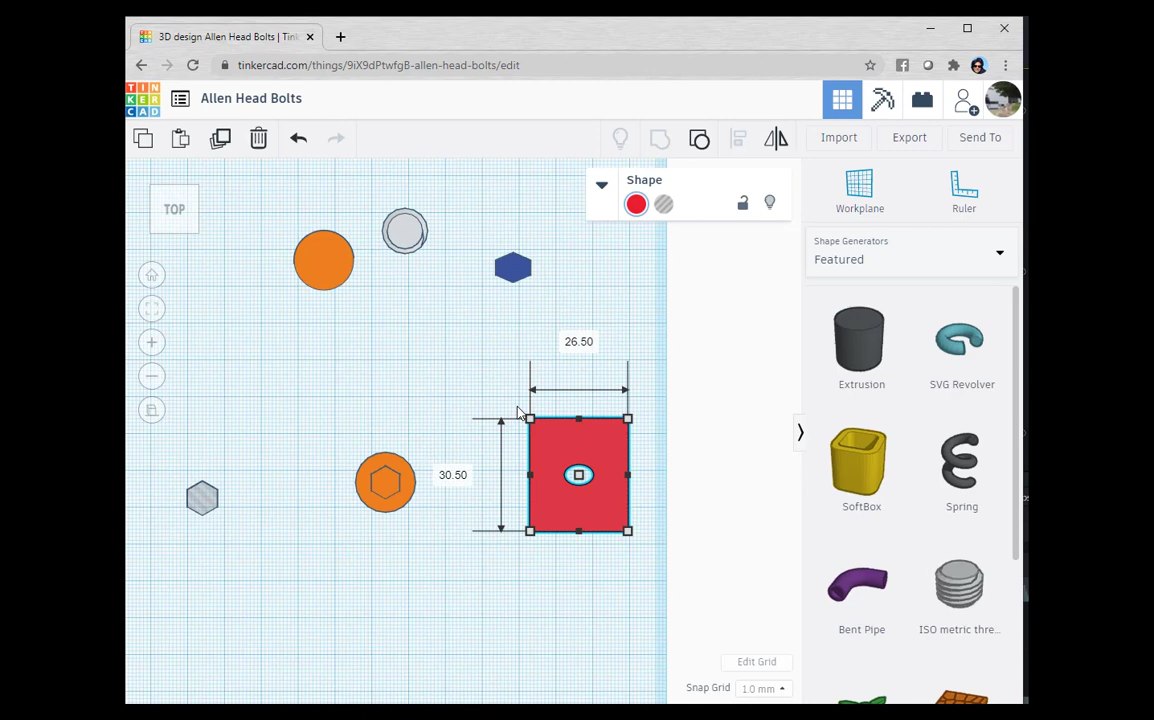 3D design Allen Head Bolts | Tin
tinkercad.com/things/9iX9dPtwfgB-allen-head-bolts/edit
TIN
KER
CAD
Allen Head Bolts
Import
Export
Send To
TOP
Shape
Workplane
Ruler
Shape Generators
Featured
26.50
30.50
Extrusion
SVG Revolver
SoftBox
Spring
Bent Pipe
ISO metric thre...
Edit Grid
Snap Grid
1.0 mm